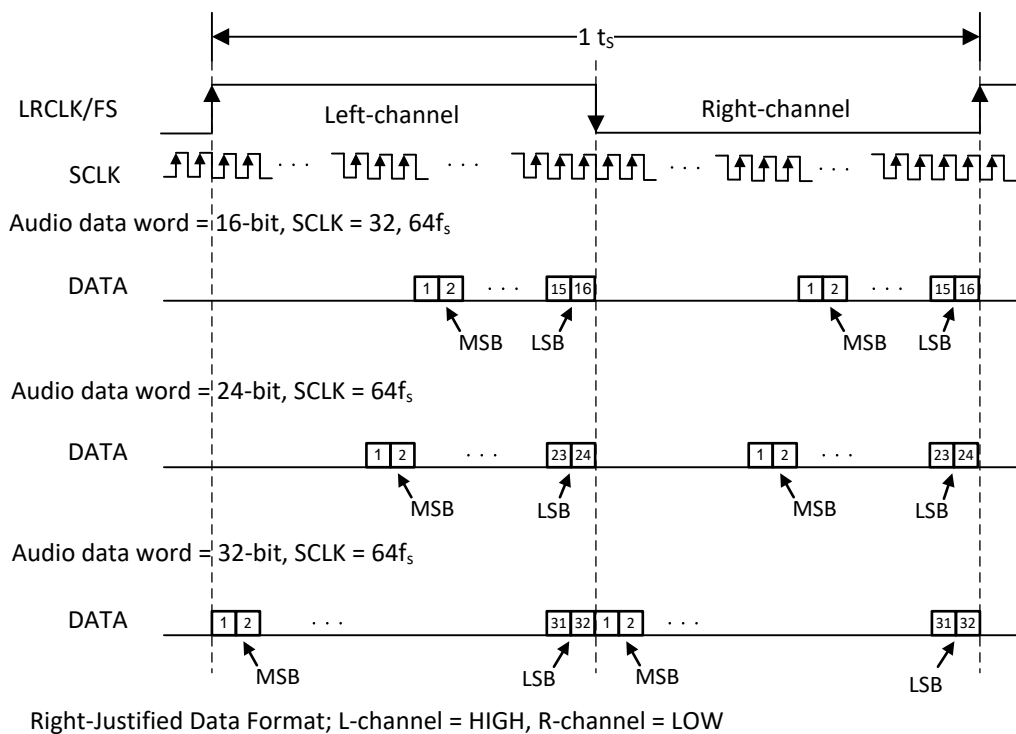 1 tS
LRCLK/FS
Left-channel
Right-channel
SCLK
. . .
. . .
. . .
. . .
Audio data word = 16-bit, SCLK = 32, 64fs
DATA
1 2 . . . 15 16 1 2 . . . 15 16
MSB LSB MSB LSB
Audio data word = 24-bit, SCLK = 64fs
DATA
1 2 . . . 23 24 1 2 . . . 23 24
MSB LSB MSB LSB
Audio data word = 32-bit, SCLK = 64fs
DATA
1 2 . . . 31 32 1 2 . . . 31 32
MSB LSB MSB LSB
Right-Justified Data Format; L-channel = HIGH, R-channel = LOW